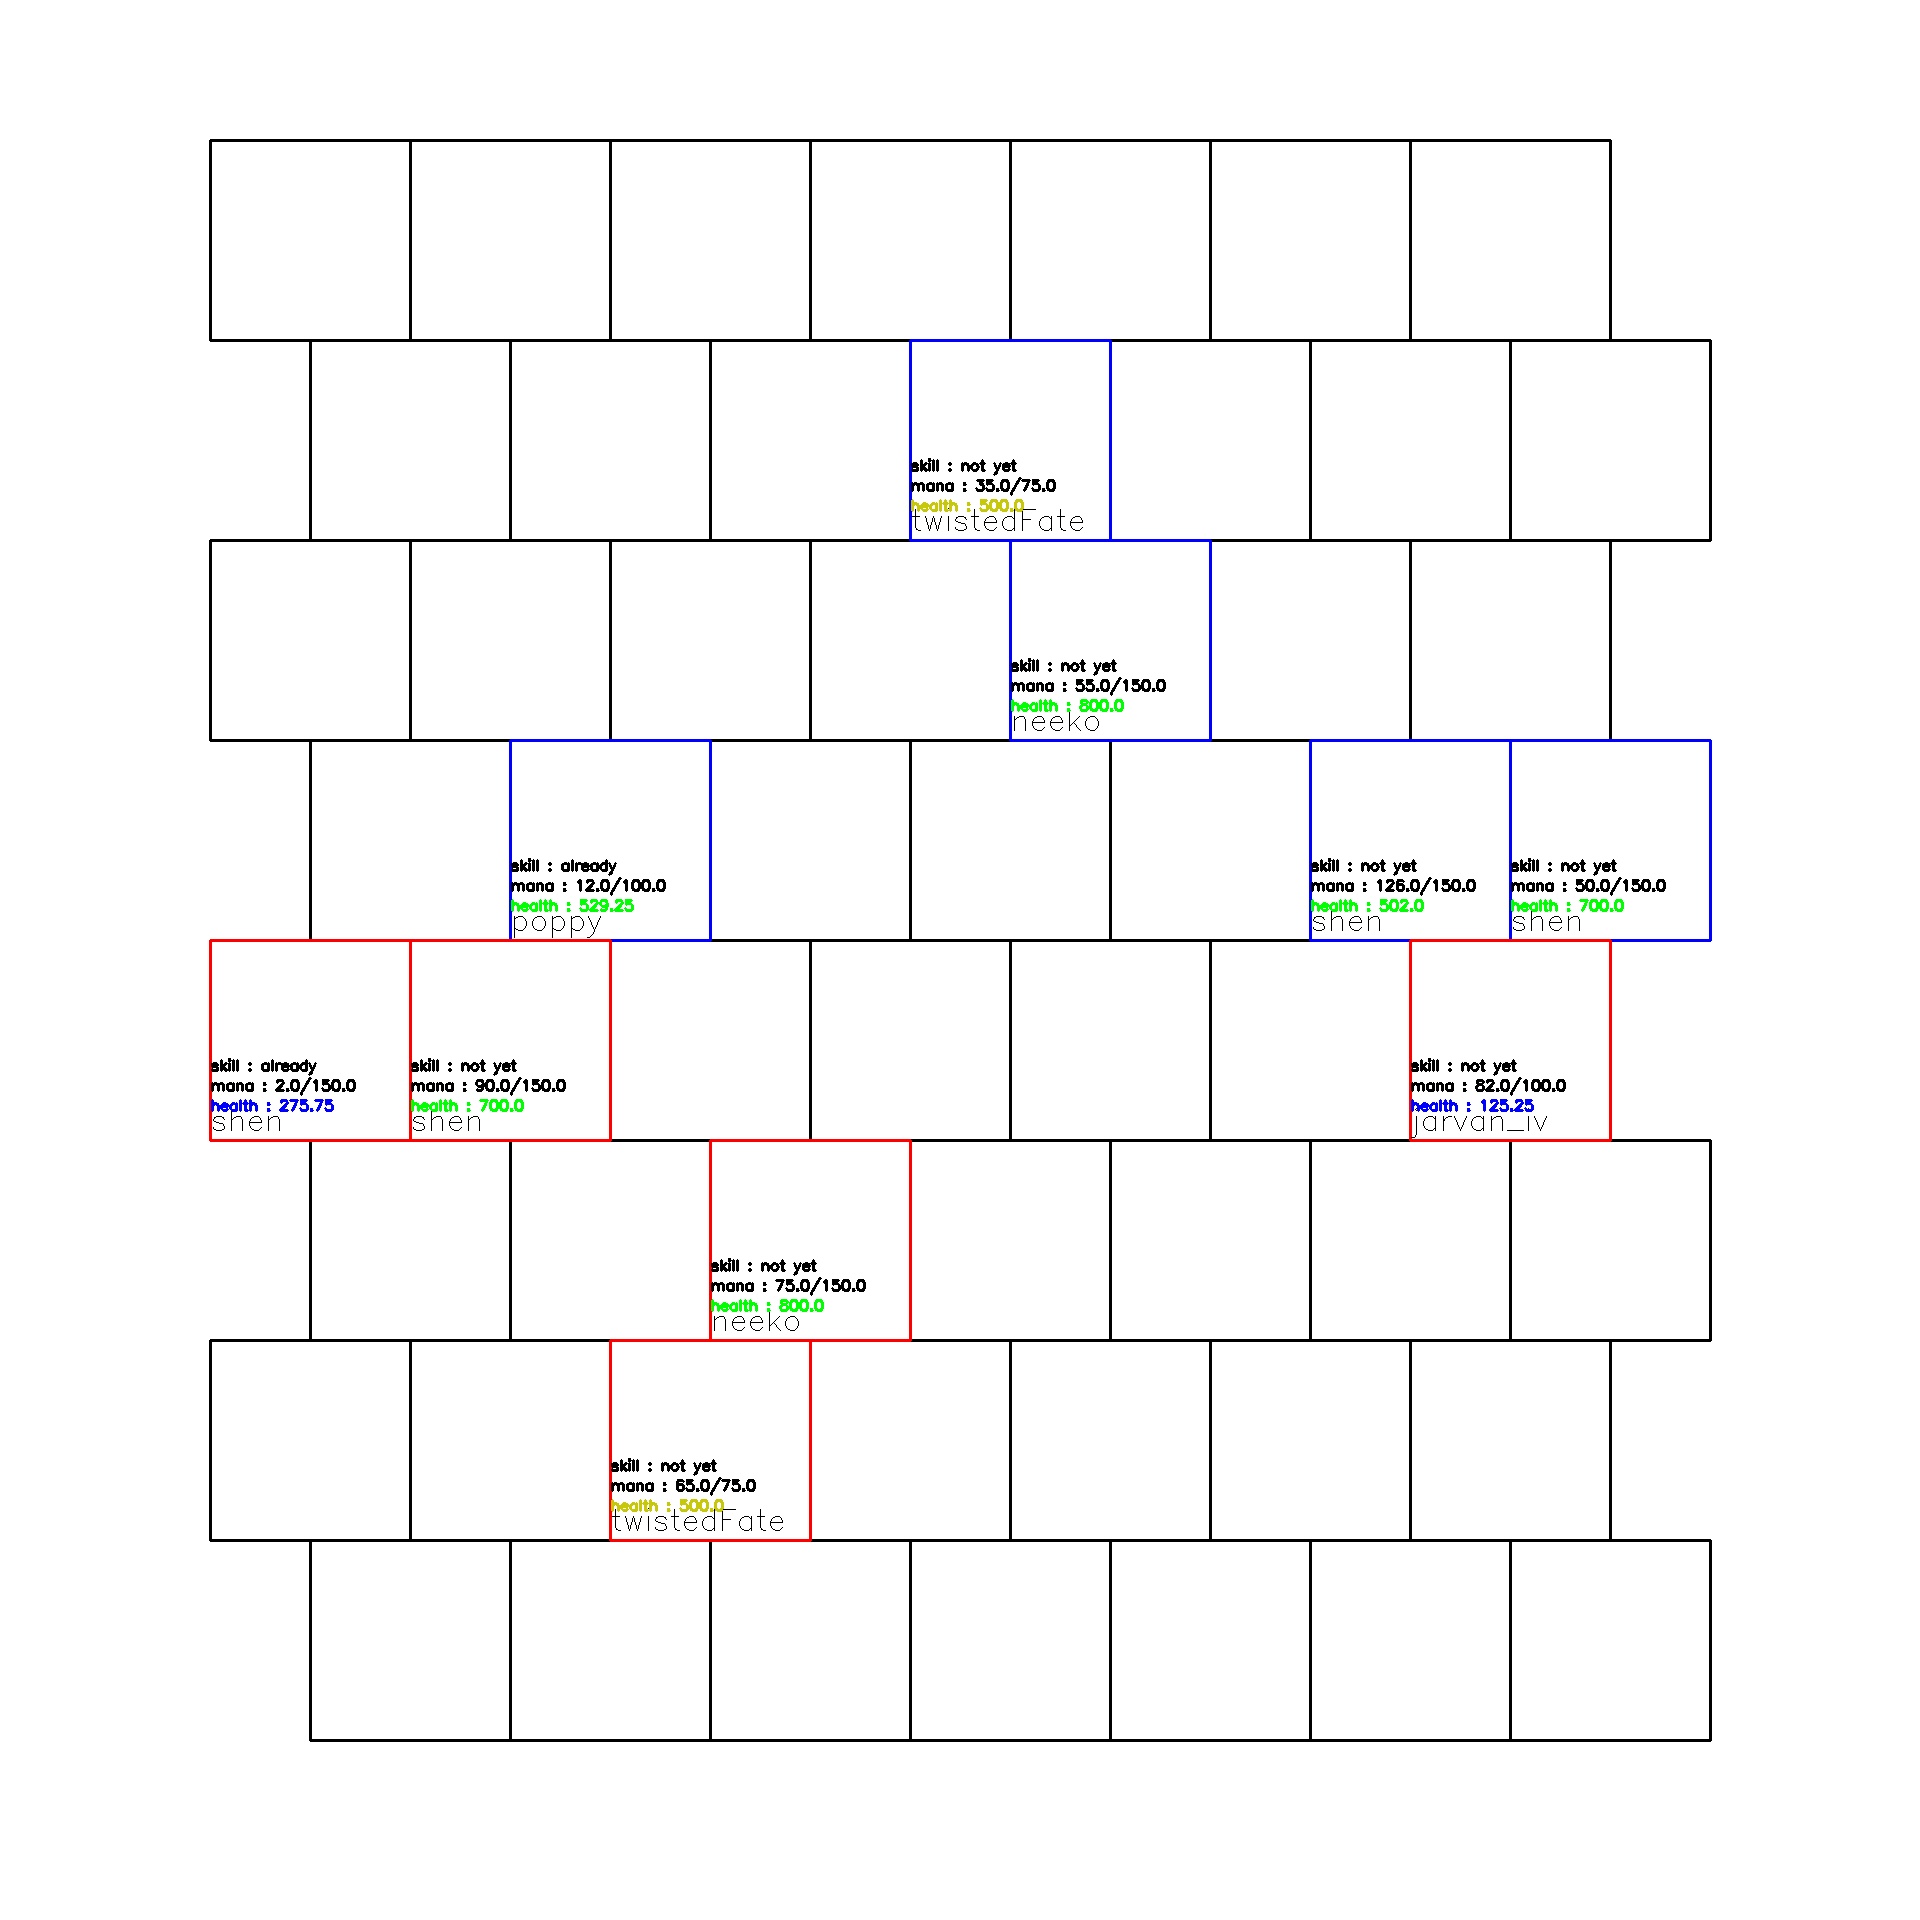 skill : not yet
mana : 35.0/75.0
health : 500.0
twistedFate
skill : not yet
mana : 55.0/150.0
health : 800.0
neeko
skill : already
mana : 12.0/100.0
health : 529.25
poppy
skill : not yet
mana : 126.0/150.0
health : 502.0
shen
skill : not yet
mana : 50.0/150.0
health : 700.0
shen
skill : already
mana : 2.0/150.0
health : 275.75
shen
skill : not yet
mana : 90.0/150.0
health : 700.0
shen
skill : not yet
mana : 82.0/100.0
health : 125.25
jarvan_iv
skill : not yet
mana : 75.0/150.0
health : 800.0
neeko
skill : not yet
mana : 65.0/75.0
health : 500.0
twistedFate